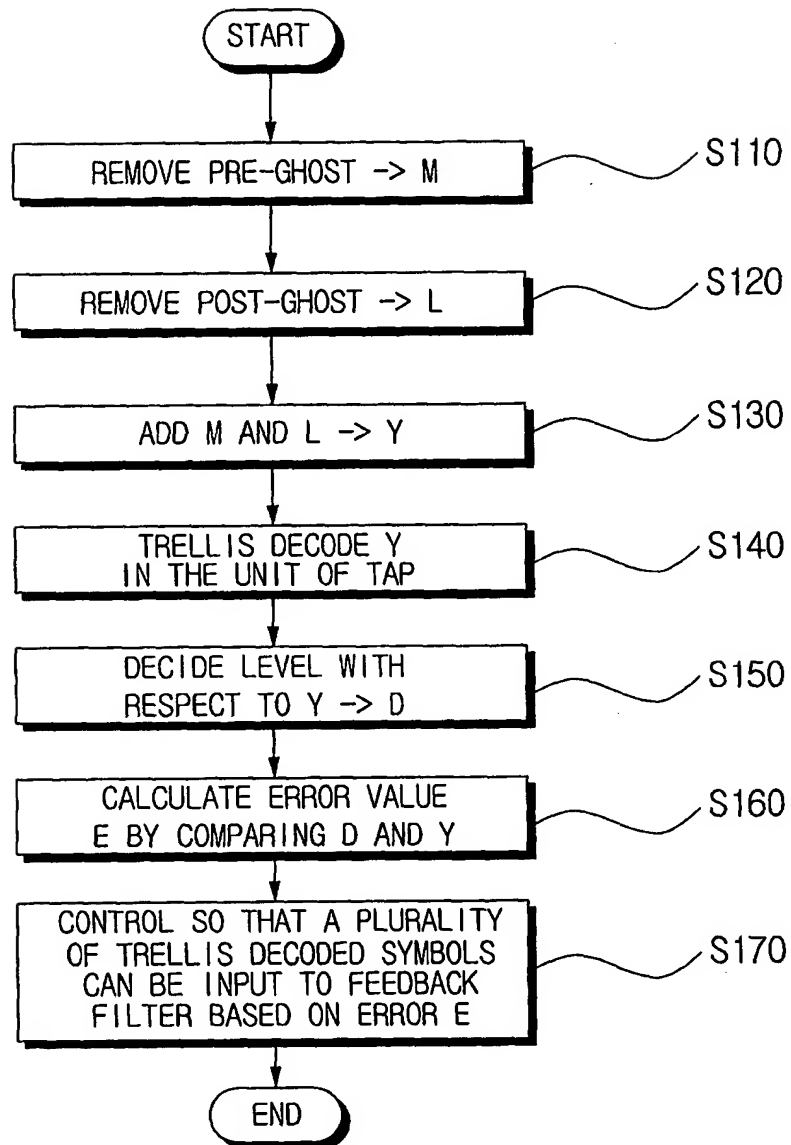 START
REMOVE PRE-GHOST -> M
S110
REMOVE POST-GHOST -> L
S120
ADD M AND L -> Y
S130
TRELLIS DECODE Y
IN THE UNIT OF TAP
S140
DECIDE LEVEL WITH
RESPECT TO Y -> D
S150
CALCULATE ERROR VALUE
E BY COMPARING D AND Y
S160
CONTROL SO THAT A PLURALITY
OF TRELLIS DECODED SYMBOLS
CAN BE INPUT TO FEEDBACK
FILTER BASED ON ERROR E
S170
END